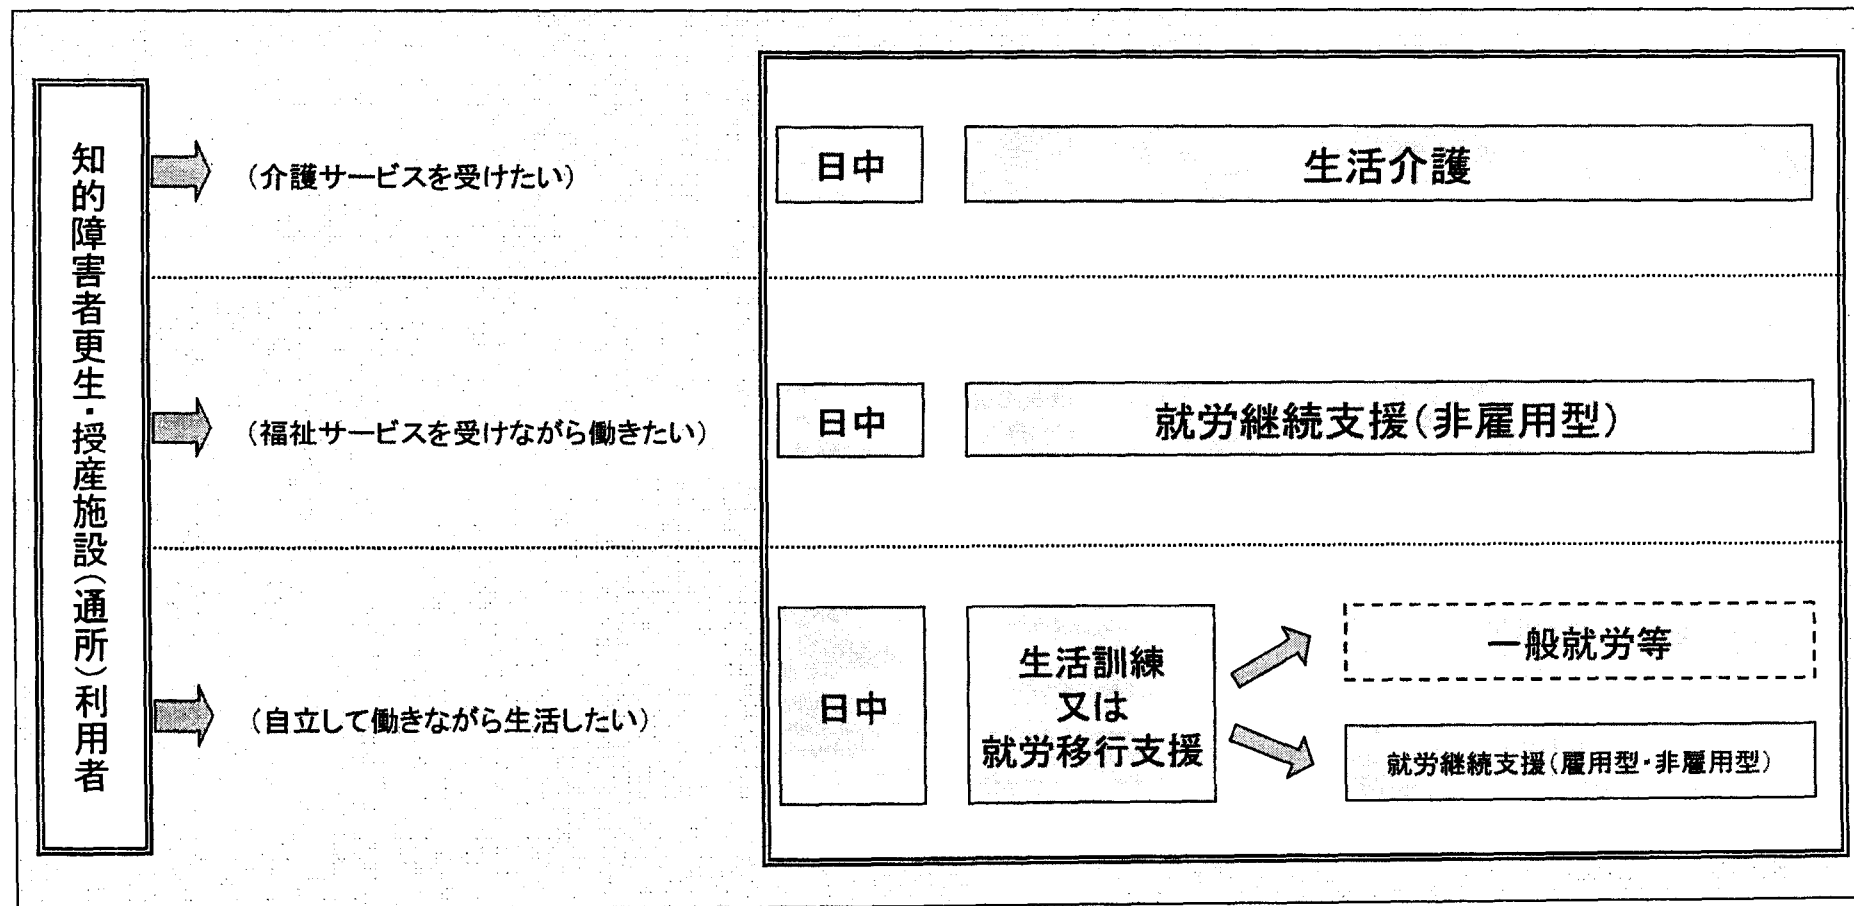 知的障害者更生・授産施設(通所)利用者
(介護サービスを受けたい)
日中
生活介護
(福祉サービスを受けながら働きたい)
日中
就労継続支援(非雇用型)
(自立して働きながら生活したい)
日中
生活訓練
又は
就労移行支援
一般就労等
就労継続支援(雇用型・非雇用型)